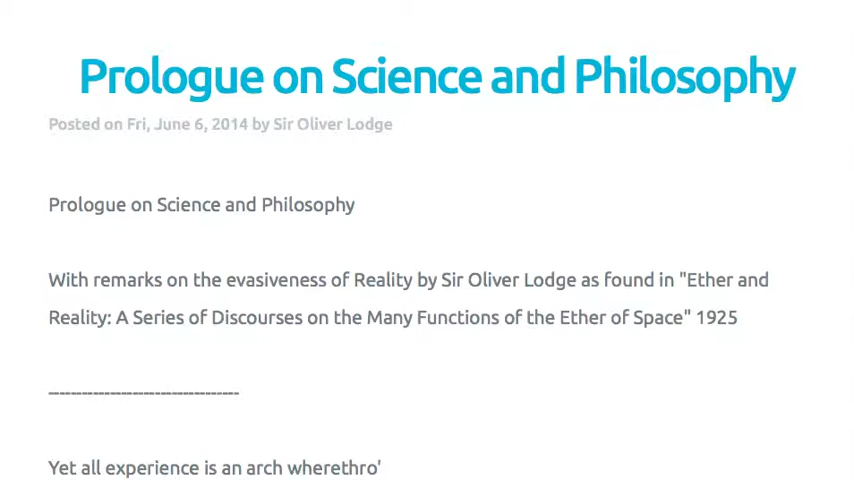 Prologue on Science and Philosophy
Posted on Fri, June 6, 2014 by Sir Oliver Lodge
Prologue on Science and Philosophy
With remarks on the evasiveness of Reality by Sir Oliver Lodge as found in "Ether and
Reality: A Series of Discourses on the Many Functions of the Ether of Space" 1925
----------------------------------
Yet all experience is an arch wherethro'